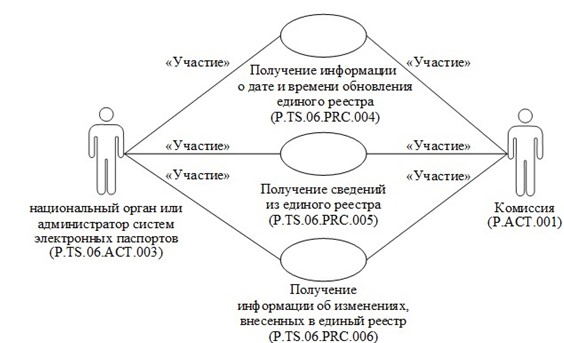 «Участие»
«Участие»
Получение информации
о дате и времени обновления
единого реестра
(P.TS.06.PRC.004)
«Участие»
«Участие»
«Участие»
«Участие»
Получение сведений
из единого реестра
(P.TS.06.PRC.005)
национальный орган или
администратор систем
электронных паспортов
(P.TS.06.ACT.003)
Комиссия
(P.ACT.001)
Получение
информации об изменениях,
внесенных в единый реестр
(P.TS.06.PRC.006)